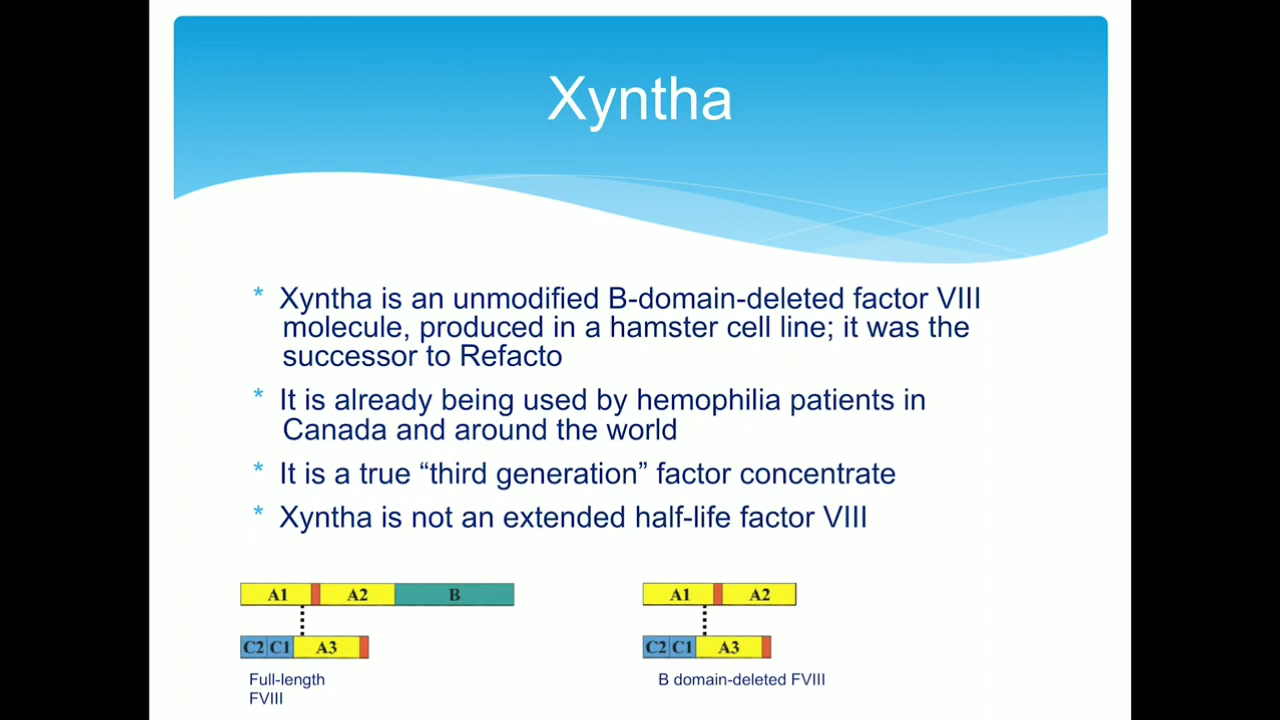 Xyntha
* Xyntha is an unmodified B-domain-deleted factor VIII
molecule, produced in a hamster cell line; it was the
successor to Refacto
* It is already being used by hemophilia patients in
Canada and around the world
* It is a true “third generation” factor concentrate
* Xyntha is not an extended half-life factor VIII
A1 A2 B
C2 C1 A3
Full-length
FVIII
A1 A2
C2 C1 A3
B domain-deleted FVIII